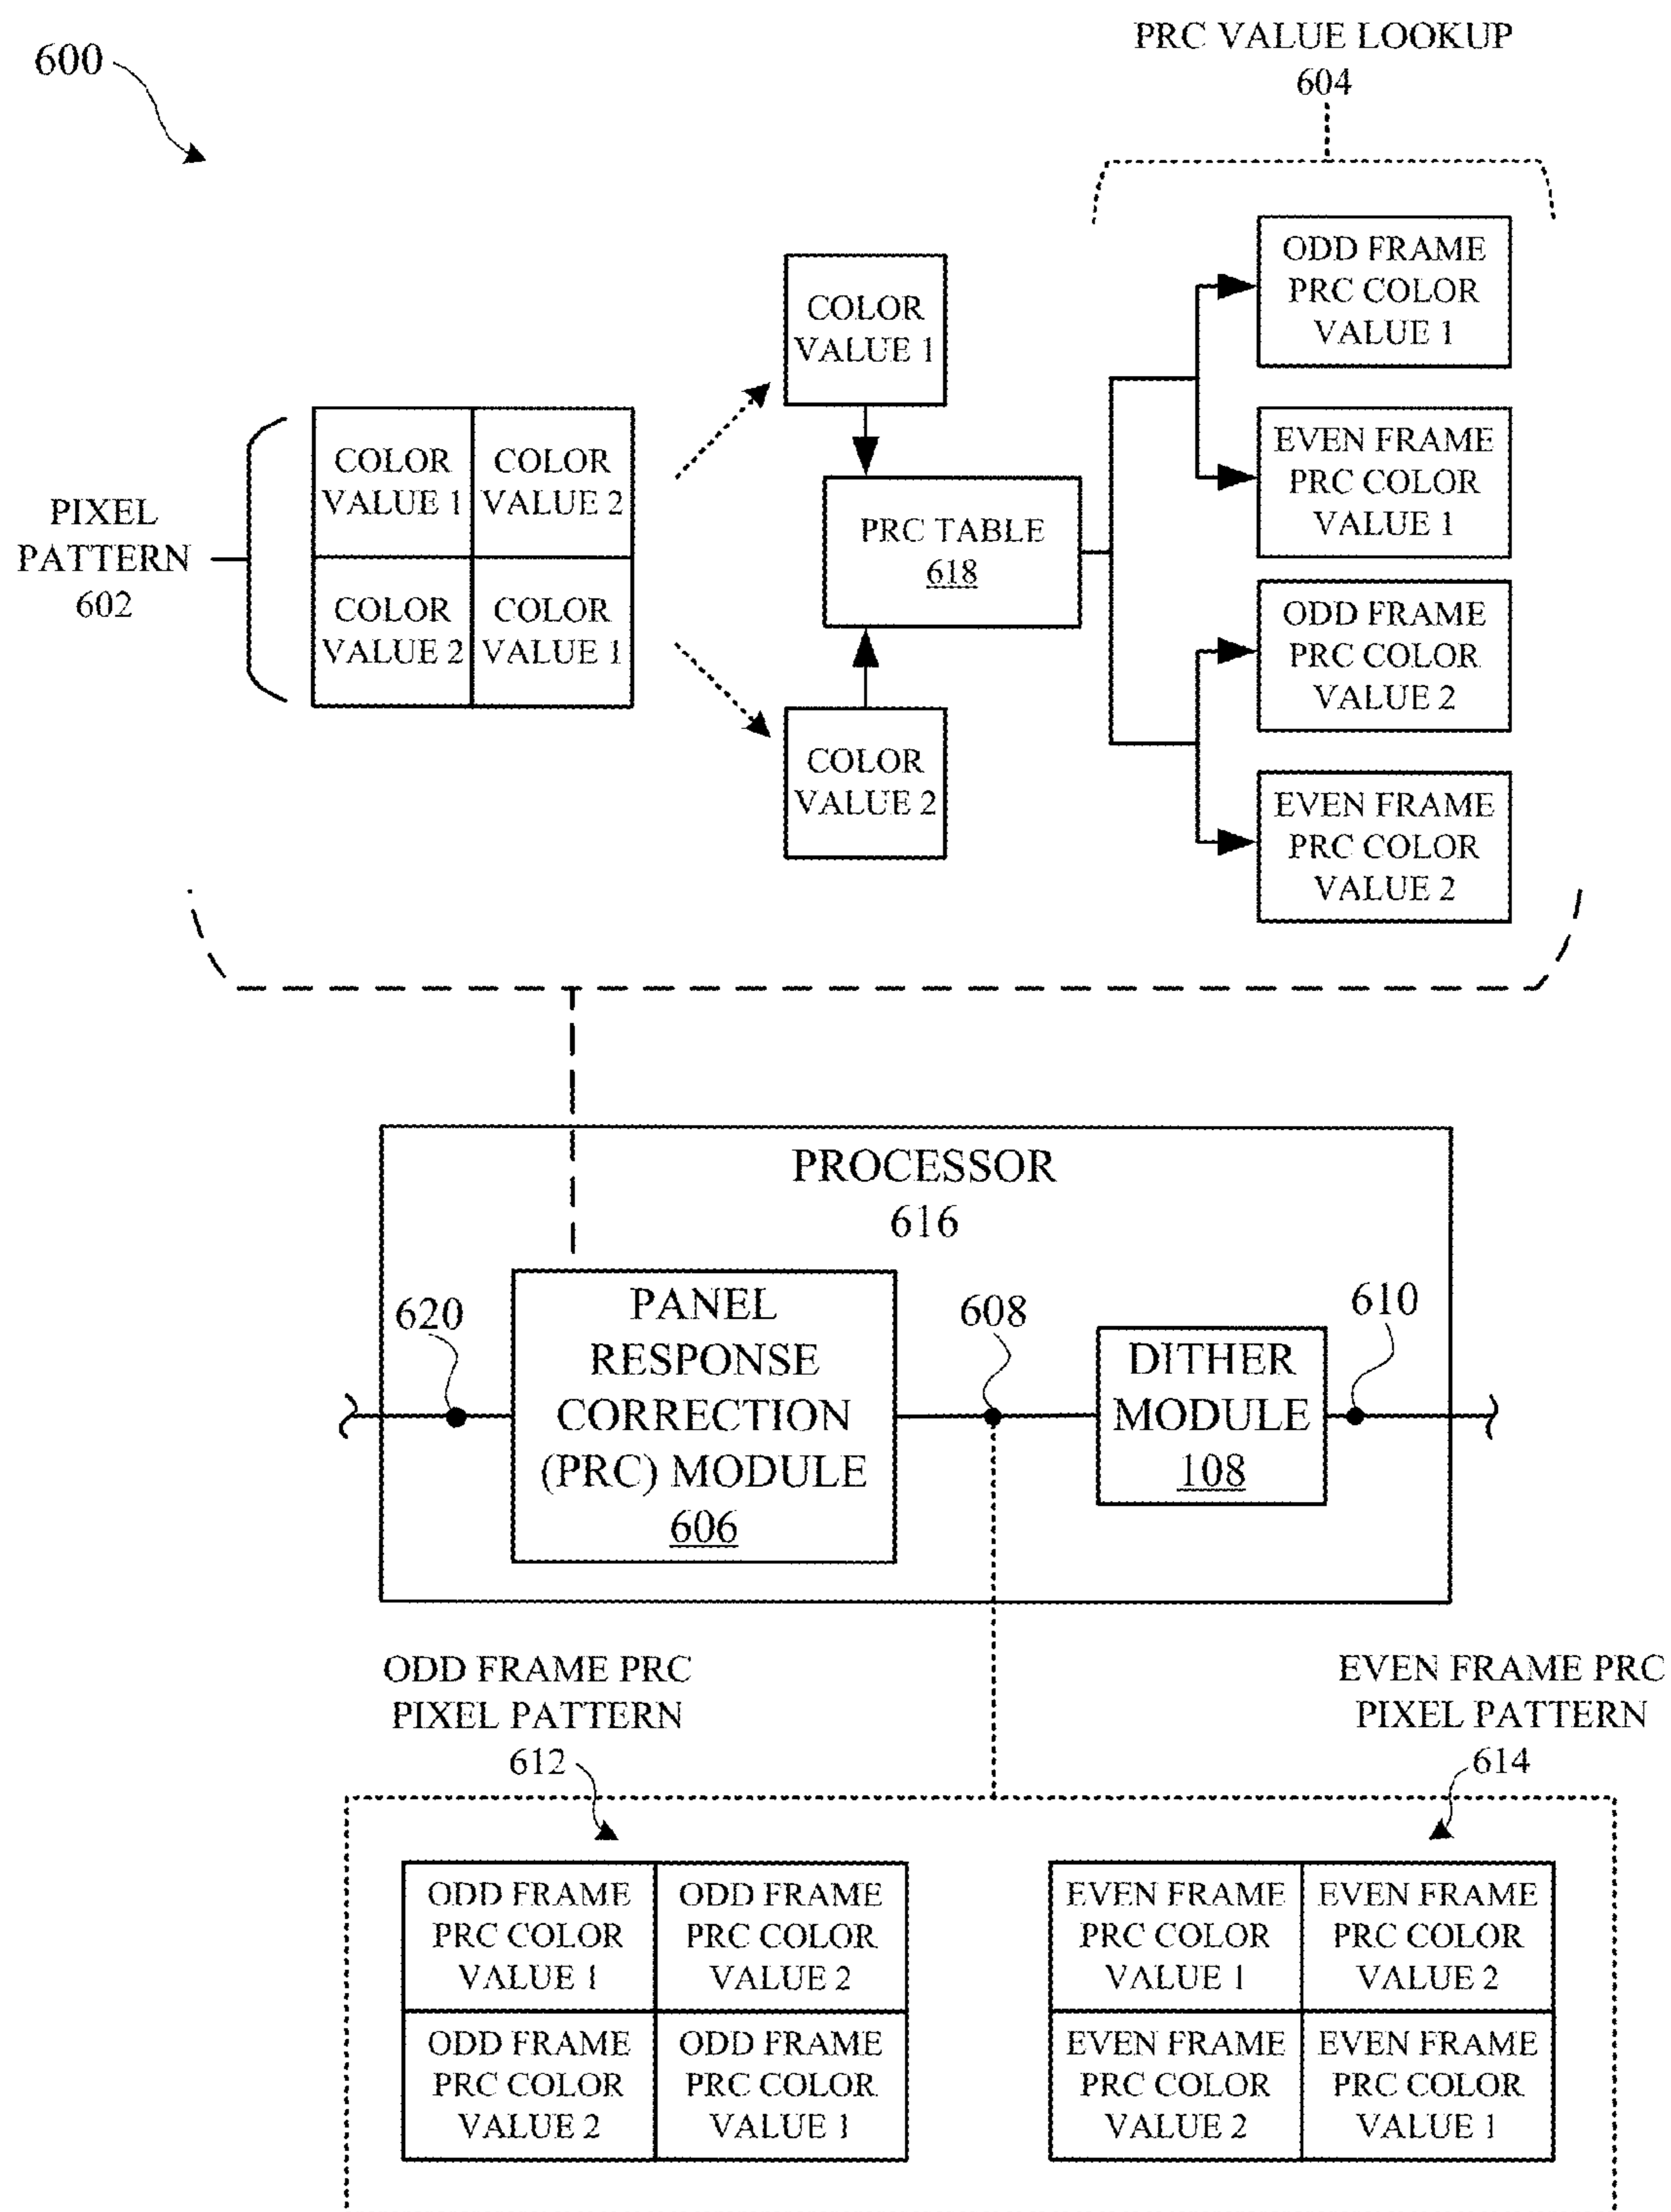 600
PRC VALUE LOOKUP
604
PIXEL
PATTERN
602
COLOR
VALUE 1
COLOR
VALUE 2
COLOR
VALUE 2
COLOR
VALUE 1
COLOR
VALUE 1
PRC TABLE
618
COLOR
VALUE 2
ODD FRAME
PRC COLOR
VALUE 1
EVEN FRAME
PRC COLOR
VALUE 1
ODD FRAME
PRC COLOR
VALUE 2
EVEN FRAME
PRC COLOR
VALUE 2
PROCESSOR
616
620
PANEL
RESPONSE
CORRECTION
(PRC) MODULE
606
608
DITHER
MODULE
108
610
ODD FRAME PRC
PIXEL PATTERN
612
EVEN FRAME PRC
PIXEL PATTERN
614
ODD FRAME
PRC COLOR
VALUE 1
ODD FRAME
PRC COLOR
VALUE 2
ODD FRAME
PRC COLOR
VALUE 2
ODD FRAME
PRC COLOR
VALUE 1
EVEN FRAME
PRC COLOR
VALUE 1
EVEN FRAME
PRC COLOR
VALUE 2
EVEN FRAME
PRC COLOR
VALUE 2
EVEN FRAME
PRC COLOR
VALUE 1